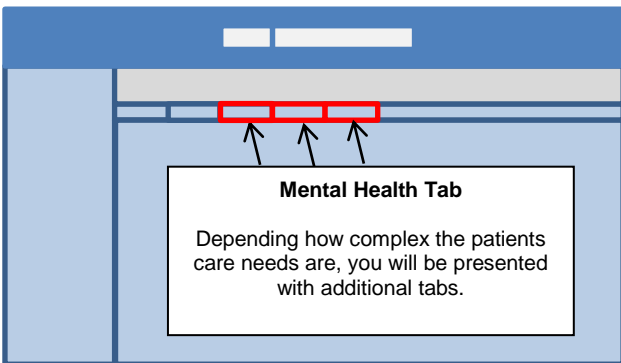 Mental Health Tab
Depending how complex the patients
care needs are, you will be presented
with additional tabs.